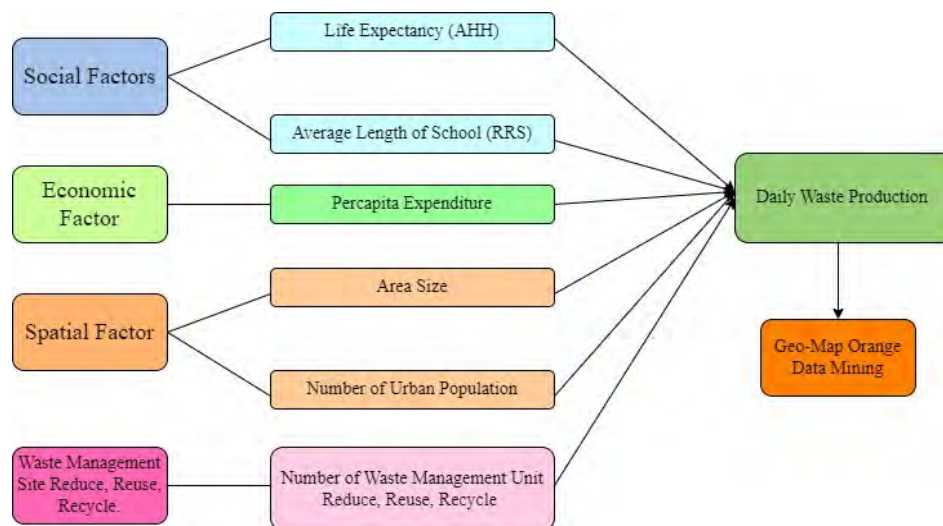 Life Expectancy (AHH)
Social Factors
Average Length of School (RRS)
Economic
Factor
Percapita Expenditure
Daily Waste Production
Area Size
Spatial Factor
Geo-Map Orange
Data Mining
Number of Urban Population
Waste Management
Site Reduce, Reuse,
Recycle.
Number of Waste Management Unit
Reduce, Reuse, Recycle